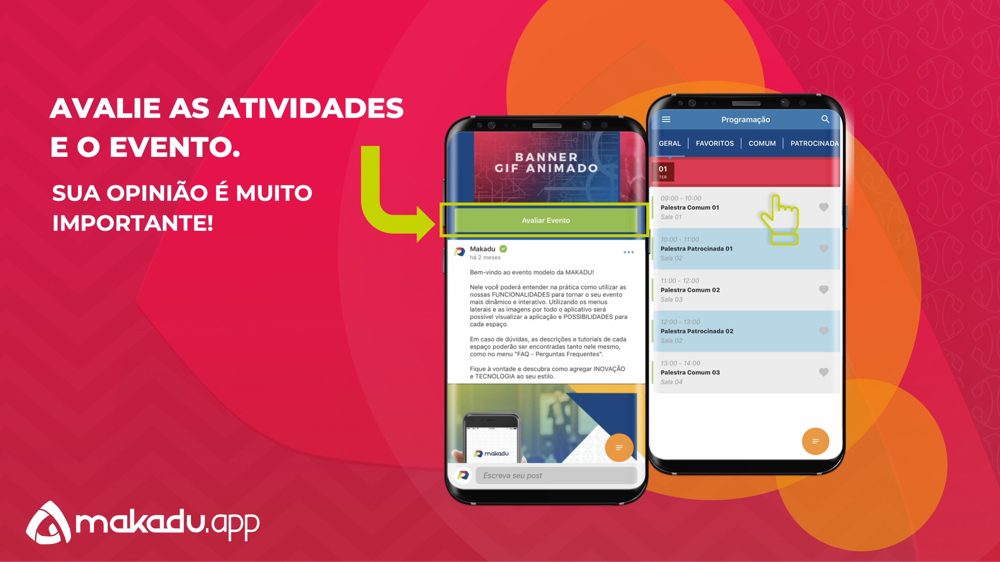 AVALIE AS ATIVIDADES
E O EVENTO.
SUA OPINIÃO É MUITO
IMPORTANTE!
BANNER
GIF ANIMADO
Avaliar Evento
Makadu
há 2 meses
Bem-vindo ao evento modelo da MAKADU!
Nele você poderá entender na prática como utilizar as
nossas FUNCIONALIDADES para tornar o seu evento
mais dinâmico e interativo. Utilizando os menus
laterais e as imagens por todo o aplicativo será
possível visualizar a aplicação e POSSIBILIDADES para
cada espaço.
Em caso de dúvidas, as descrições e tutoriais de cada
espaço poderão ser encontradas tanto nele mesmo,
como no menu "FAQ - Perguntas Frequentes".
Fique à vontade e descubra como agregar INOVAÇÃO
e TECNOLOGIA ao seu estilo.
makadu
Escreva seu post
Programação
GERAL FAVORITOS COMUM PATROCINADA
01
TER
09:00 - 10:00
Palestra Comum 01
Sala 01
10:00 - 11:00
Palestra Patrocinada 01
Sala 02
11:00 - 12:00
Palestra Comum 02
Sala 03
12:00 - 13:00
Palestra Patrocinada 02
Sala 02
13:00 - 14:00
Palestra Comum 03
Sala 04
makadu.app